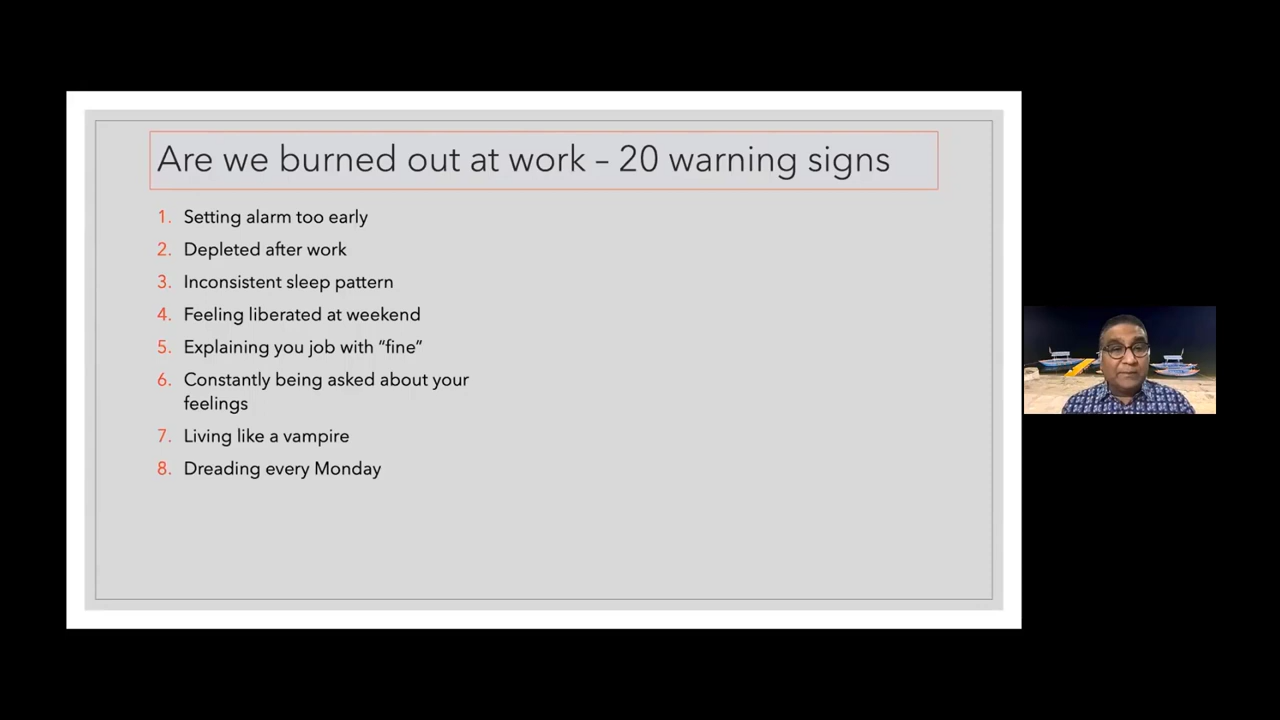 Are we burned out at work – 20 warning signs
1. Setting alarm too early
2. Depleted after work
3. Inconsistent sleep pattern
4. Feeling liberated at weekend
5. Explaining you job with “fine”
6. Constantly being asked about your
feelings
7. Living like a vampire
8. Dreading every Monday